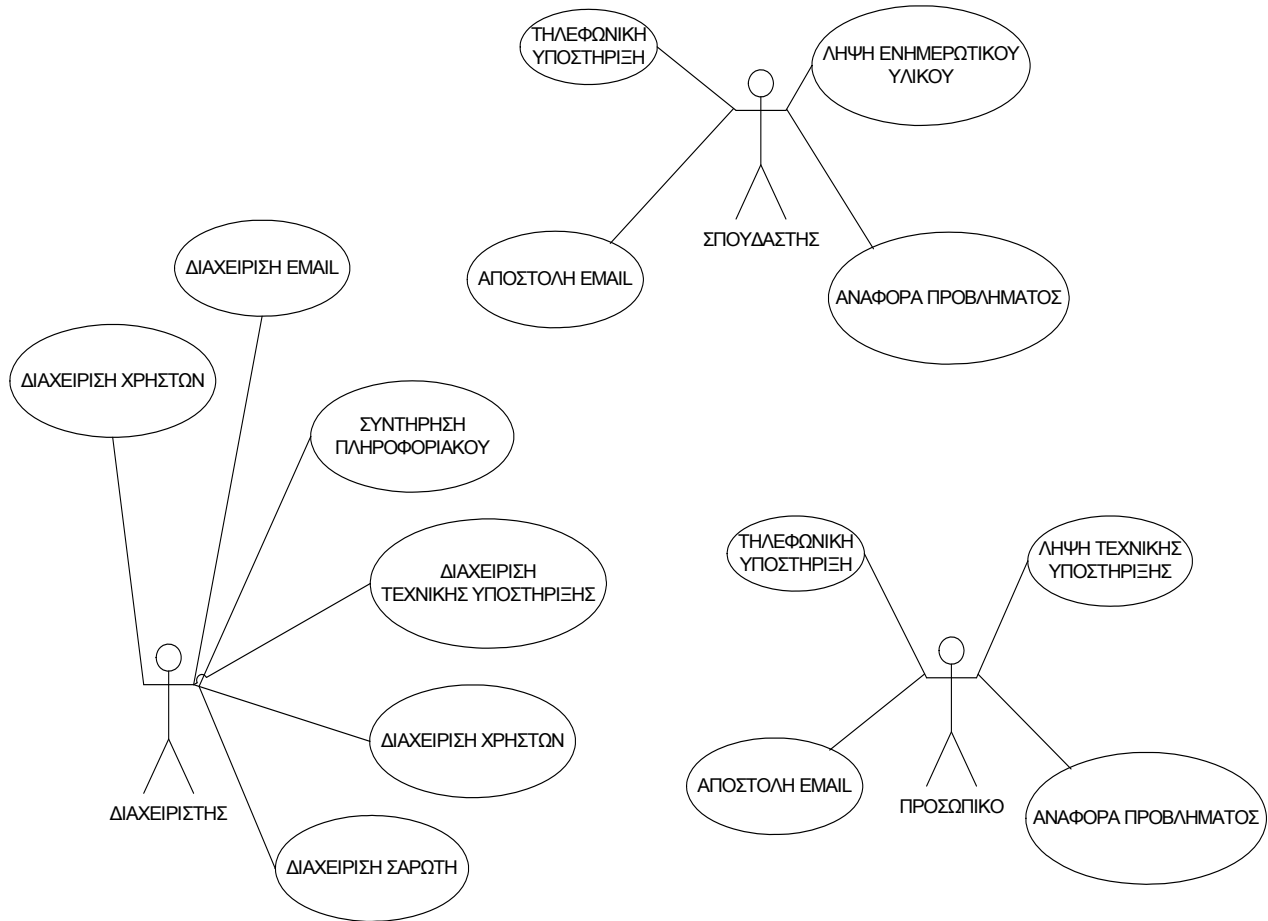 ΤΗΛΕΦΩΝΙΚΗ
ΥΠΟΣΤΗΡΙΞΗ
ΛΗΨΗ ΕΝΗΜΕΡΩΤΙΚΟΥ
ΥΛΙΚΟΥ
ΣΠΟΥΔΑΣΤΗΣ
ΑΠΟΣΤΟΛΗ EMAIL
ΑΝΑΦΟΡΑ ΠΡΟΒΛΗΜΑΤΟΣ
ΔΙΑΧΕΙΡΙΣΗ EMAIL
ΔΙΑΧΕΙΡΙΣΗ ΧΡΗΣΤΩΝ
ΣΥΝΤΗΡΗΣΗ
ΠΛΗΡΟΦΟΡΙΑΚΟΥ
ΔΙΑΧΕΙΡΙΣΗ
ΤΕΧΝΙΚΗΣ ΥΠΟΣΤΗΡΙΞΗΣ
ΔΙΑΧΕΙΡΙΣΗ ΧΡΗΣΤΩΝ
ΔΙΑΧΕΙΡΙΣΤΗΣ
ΔΙΑΧΕΙΡΙΣΗ ΣΑΡΩΤΗ
ΤΗΛΕΦΩΝΙΚΗ
ΥΠΟΣΤΗΡΙΞΗ
ΛΗΨΗ ΤΕΧΝΙΚΗΣ
ΥΠΟΣΤΗΡΙΞΗΣ
ΑΠΟΣΤΟΛΗ EMAIL
ΠΡΟΣΩΠΙΚΟ
ΑΝΑΦΟΡΑ ΠΡΟΒΛΗΜΑΤΟΣ